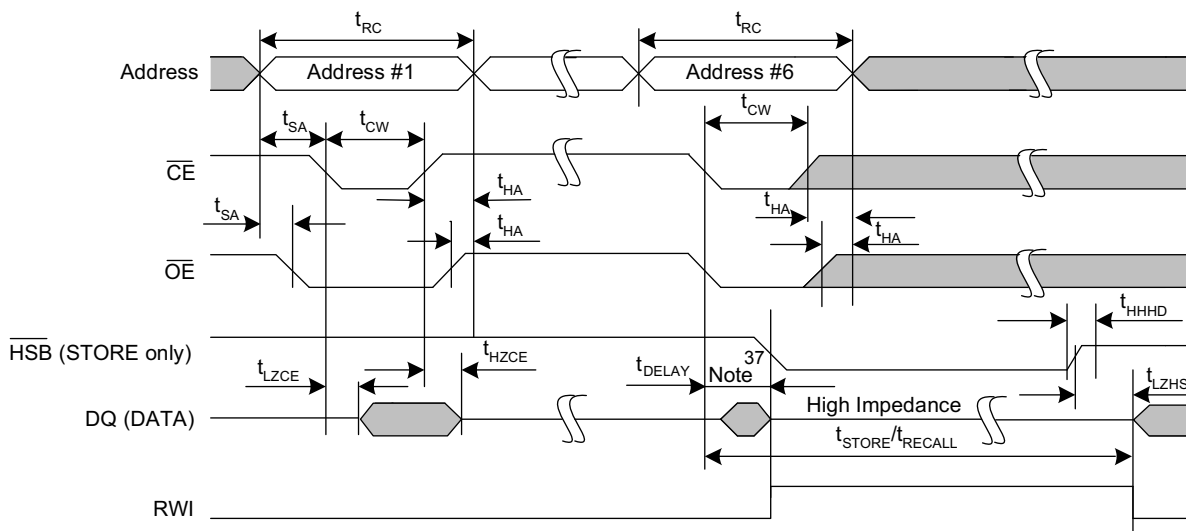 tRC tRC
Address Address #1 Address #6
tSA tCW tCW
CE
tHA
tSA tHA tHA
tHA
OE
tHHHD
HSB (STORE only)
tLZCE tHZCE tDELAY Note 37 tLZHS
DQ (DATA) High Impedance
tSTORE/tRECALL
RWI